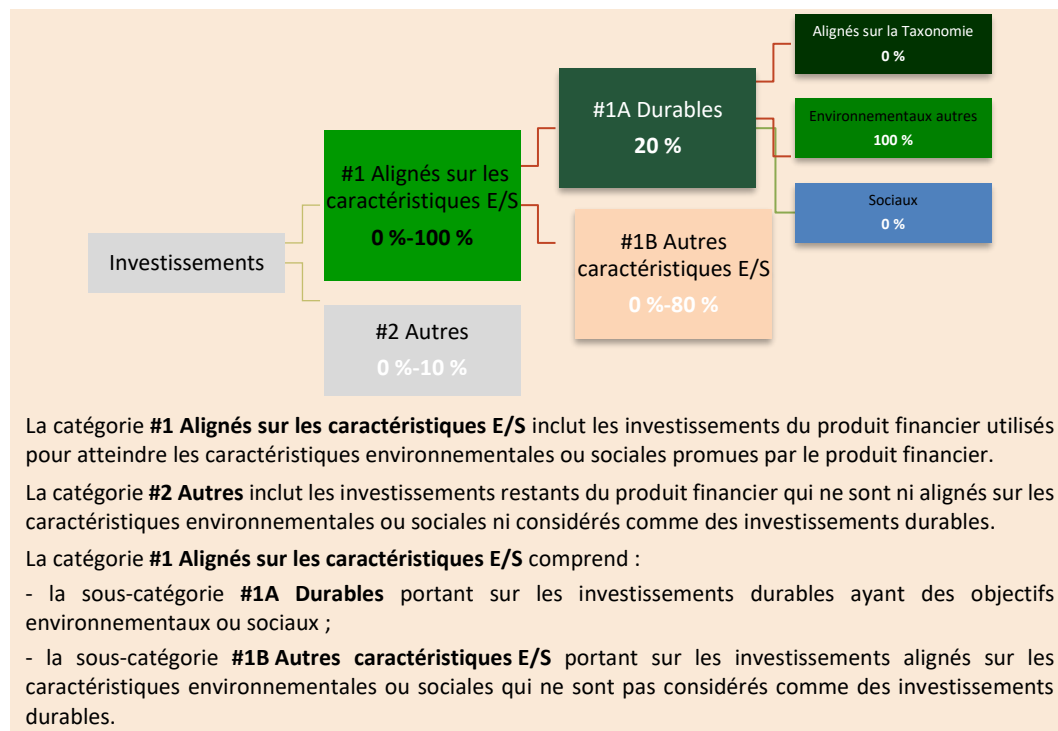 Investissements
#1 Alignés sur les
caractéristiques E/S
0 %-100 %
#2 Autres
0 %-10 %
#1A Durables
20 %
#1B Autres
caractéristiques E/S
0 %-80 %
Alignés sur la Taxonomie
0 %
Environnementaux autres
100 %
Sociaux
0 %
La catégorie #1 Alignés sur les caractéristiques E/S inclut les investissements du produit financier utilisés
pour atteindre les caractéristiques environnementales ou sociales promues par le produit financier.
La catégorie #2 Autres inclut les investissements restants du produit financier qui ne sont ni alignés sur les
caractéristiques environnementales ou sociales ni considérés comme des investissements durables.
La catégorie #1 Alignés sur les caractéristiques E/S comprend :
- la sous-catégorie #1A Durables portant sur les investissements durables ayant des objectifs
environnementaux ou sociaux ;
- la sous-catégorie #1B Autres caractéristiques E/S portant sur les investissements alignés sur les
caractéristiques environnementales ou sociales qui ne sont pas considérés comme des investissements
durables.